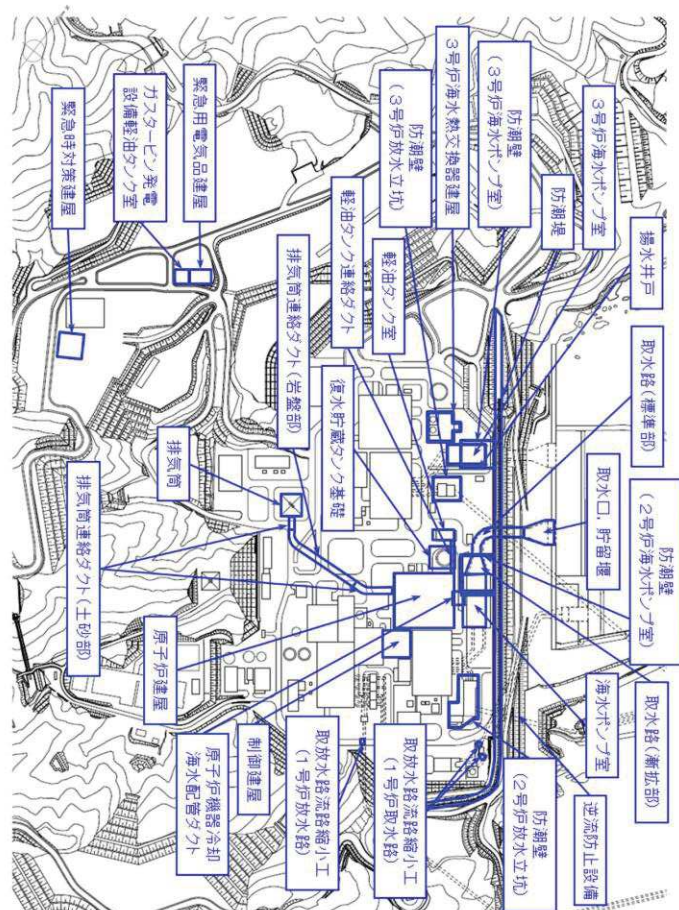 揚水井戸
3号炉海水ポンプ室
防潮堤
防潮壁
(3号炉海水ポンプ室)
3号炉海水熱交換器建屋
防潮壁
(3号炉放水立坑)
軽油タンク室
軽油タンク連絡ダクト
復水貯蔵タンク基礎
排気筒連絡ダクト(岩盤部)
緊急用電気品建屋
ガスタービン発電
設備軽油タンク室
緊急時対策建屋
取水路(標準部)
取水口,貯留堰
防潮壁
(2号炉海水ポンプ室)
取水路(漸拡部)
海水ポンプ室
逆流防止設備
防潮壁
(2号炉放水立坑)
取放水路流路縮小工
(1号炉取水路)
取放水路流路縮小工
(1号炉放水路)
制御建屋
原子炉機器冷却
海水配管ダクト
原子炉建屋
排気筒
排気筒連絡ダクト(土砂部)